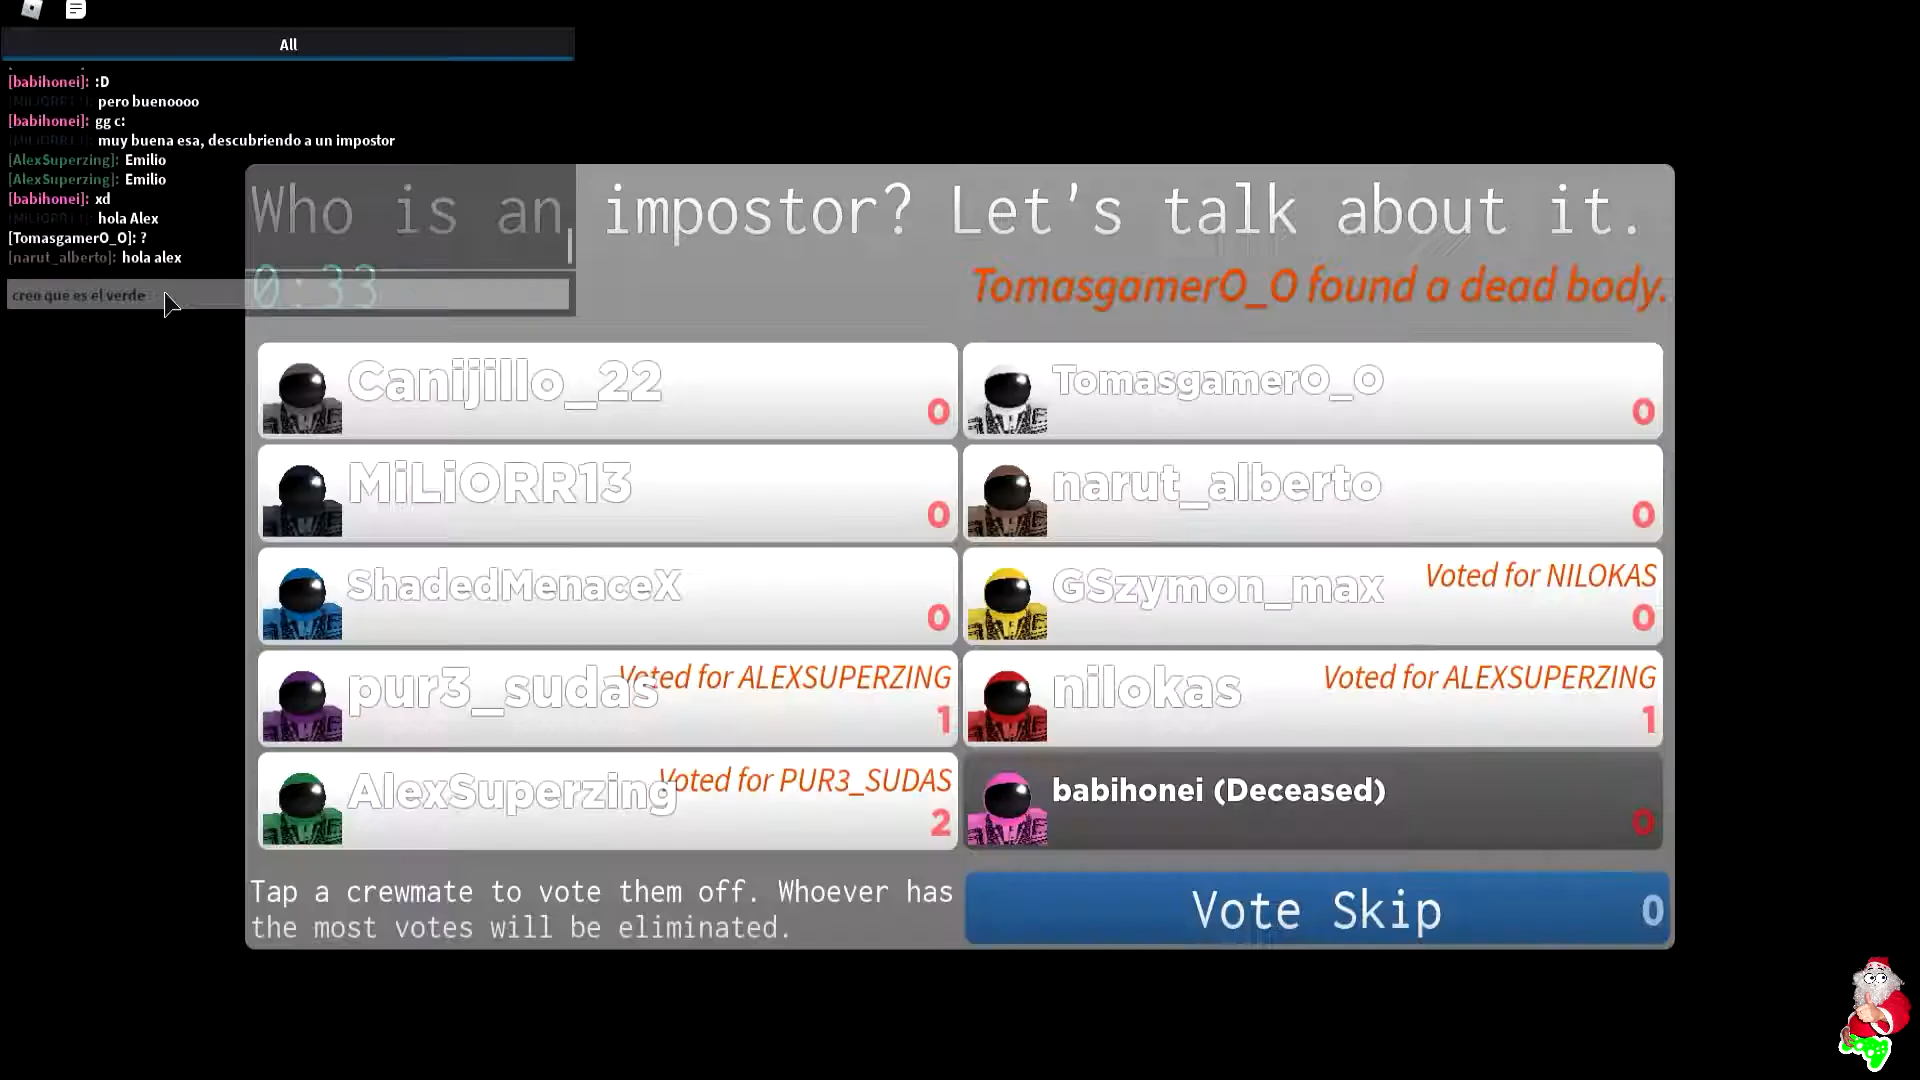 All
[babihonei]: :D
[MiLiORR13]: pero buenoooo
[babihonei]: gg c:
[MiLiORR13]: muy buena esa, descubriendo a un impostor
[AlexSuperzing]: Emilio
[AlexSuperzing]: Emilio
[babihonei]: xd
[MiLiORR13]: hola Alex
[TomasgamerO_O]: ?
[narut_alberto]: hola alex
creo que es el verde
Who is an impostor? Let's talk about it.
0:33
TomasgamerO_O found a dead body.
Canijillo_22
0
TomasgamerO_O
0
MiLiORR13
0
narut_alberto
0
ShadedMenaceX
0
GSzymon_max
Voted for NILOKAS
0
pur3_sudas
Voted for ALEXSUPERZING
1
nilokas
Voted for ALEXSUPERZING
1
AlexSuperzing
Voted for PUR3_SUDAS
2
babihonei (Deceased)
0
Tap a crewmate to vote them off. Whoever has
the most votes will be eliminated.
Vote Skip
0